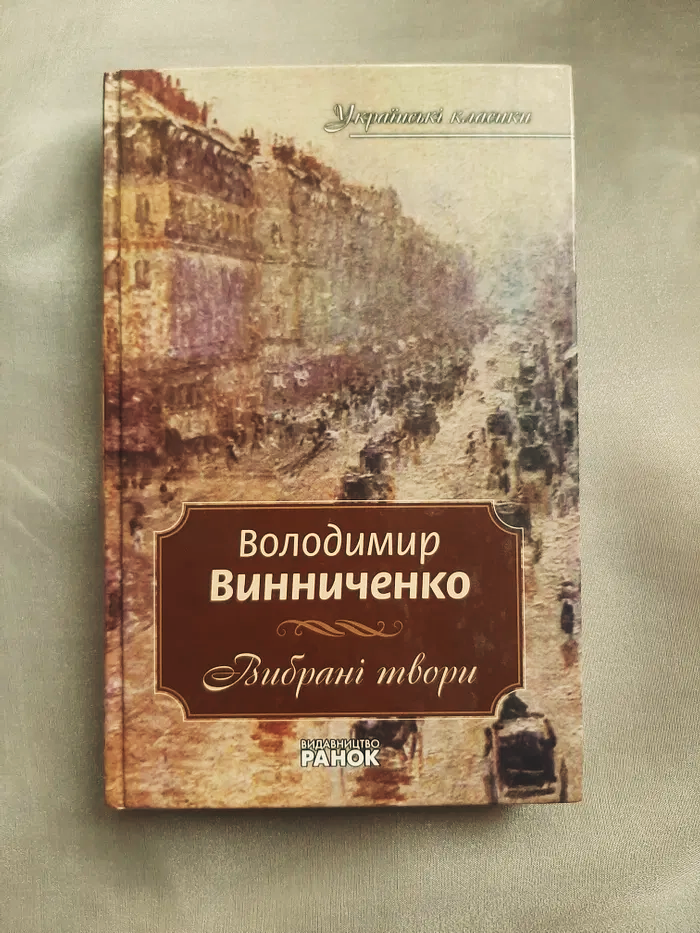 Українські класики
Володимир
Винниченко
Вибрані твори
ВИДАВНИЦТВО
РАНОК